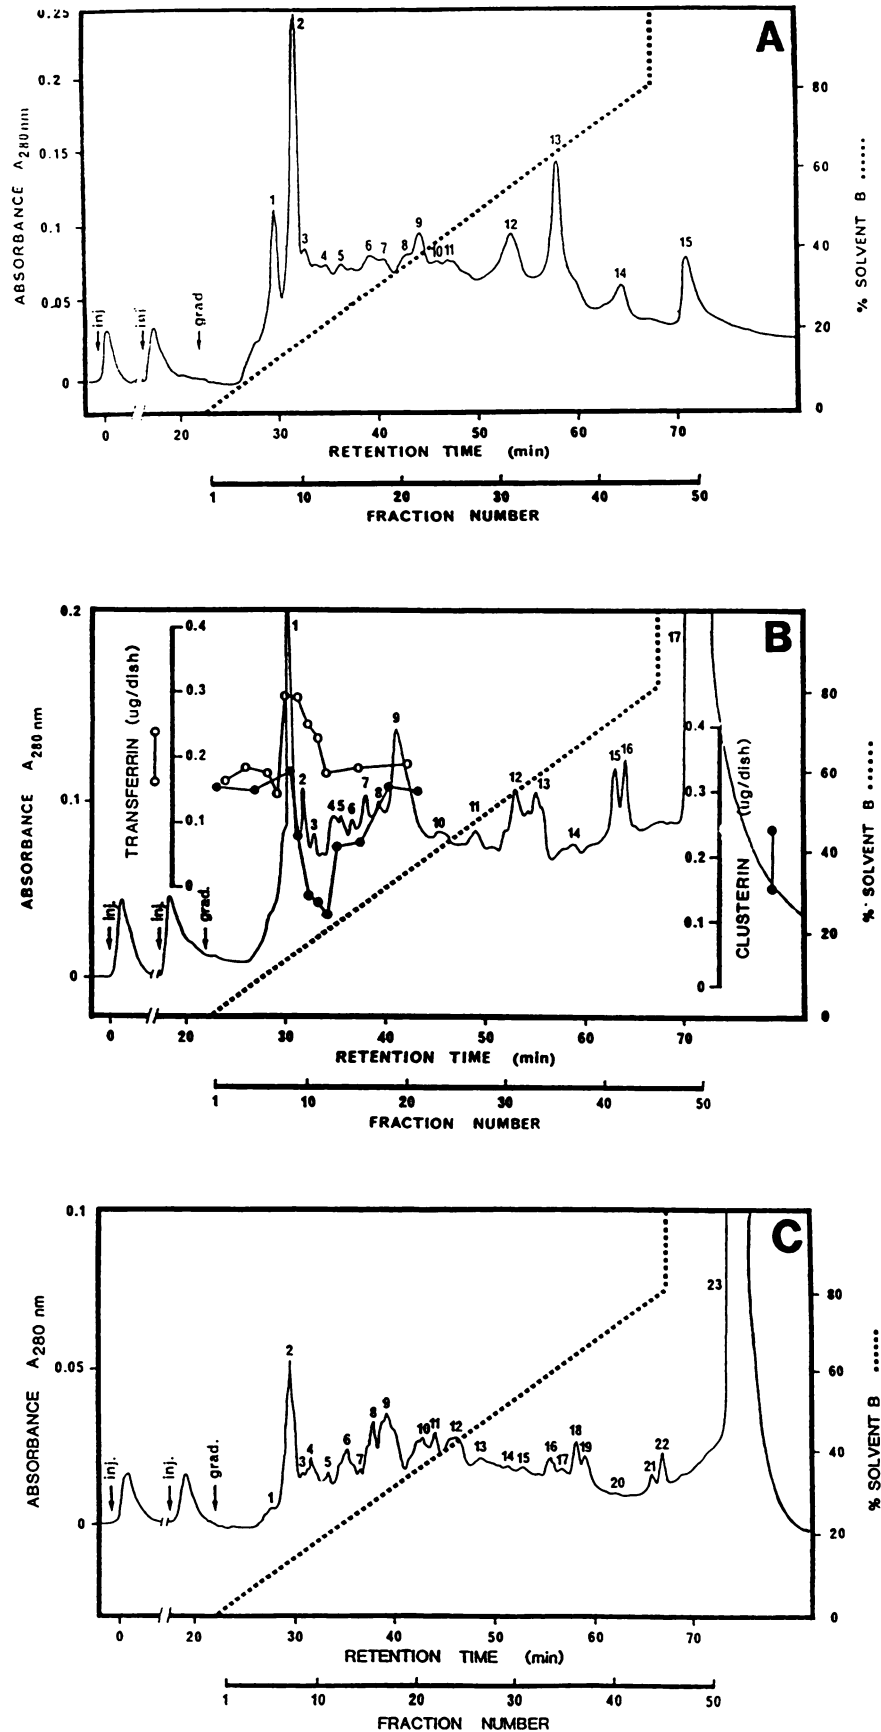 A
0.25
0.2
0.15
0.1
0.05
0
ABSORBANCE A280nm
80
60
40
20
0
% SOLVENT B ......
inj
inj
grad
1
2
3
4
5
6
7
8
9
10
11
12
13
14
15
0 20 30 40 50 60 70
RETENTION TIME (min)
1 10 20 30 40 50
FRACTION NUMBER
B
0.2
0.1
0
ABSORBANCE A280 nm
TRANSFERRIN (ug/dish)
0.4
0.3
0.2
0.1
0
CLUSTERIN (ug/dish)
0.4
0.3
0.2
0.1
0
80
60
40
20
0
%· SOLVENT B ......
inj.
inj.
grad.
1
2
3
4
5
6
7
8
9
10
11
12
13
14
15
16
17
0 20 30 40 50 60 70
RETENTION TIME (min)
1 10 20 30 40 50
FRACTION NUMBER
C
0.1
0.05
0
ABSORBANCE A280 nm
80
60
40
20
0
% SOLVENT B ......
inj.
inj.
grad.
1
2
3
4
5
6
7
8
9
10
11
12
13
14
15
16
17
18
19
20
21
22
23
0 20 30 40 50 60 70
RETENTION TIME (min)
1 10 20 30 40 50
FRACTION NUMBER